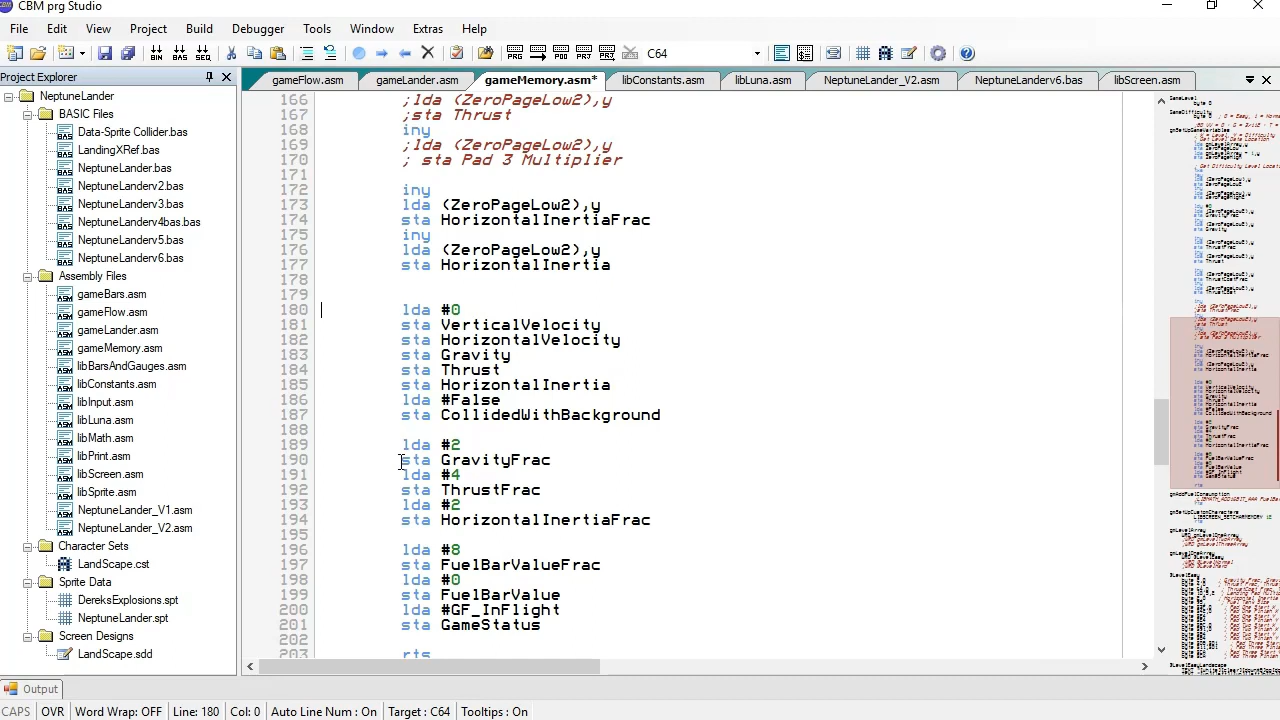 CBM prg Studio
File Edit View Project Build Debugger Tools Window Extras Help
C64
Project Explorer
gameFlow.asm gameLander.asm gameMemory.asm* libConstants.asm libLuna.asm NeptuneLander_V2.asm NeptuneLanderv6.bas libScreen.asm
NeptuneLander
BASIC Files
Data-Sprite Collider.bas
LandingXRef.bas
NeptuneLander.bas
NeptuneLanderv2.bas
NeptuneLanderv3.bas
NeptuneLanderv4bas.bas
NeptuneLanderv5.bas
NeptuneLanderv6.bas
Assembly Files
gameBars.asm
gameFlow.asm
gameLander.asm
gameMemory.asm
libBarsAndGauges.asm
libConstants.asm
libInput.asm
libLuna.asm
libMath.asm
libPrint.asm
libScreen.asm
libSprite.asm
NeptuneLander_V1.asm
NeptuneLander_V2.asm
Character Sets
LandScape.cst
Sprite Data
DereksExplosions.spt
NeptuneLander.spt
Screen Designs
LandScape.sdd
166 ;lda (ZeroPageLow2),y
167 ;sta Thrust
168 iny
169 ;lda (ZeroPageLow2),y
170 ; sta Pad 3 Multiplier
171
172 iny
173 lda (ZeroPageLow2),y
174 sta HorizontalInertiaFrac
175 iny
176 lda (ZeroPageLow2),y
177 sta HorizontalInertia
178
179
180 lda #0
181 sta VerticalVelocity
182 sta HorizontalVelocity
183 sta Gravity
184 sta Thrust
185 sta HorizontalInertia
186 lda #False
187 sta CollidedWithBackground
188
189 lda #2
190 sta GravityFrac
191 lda #4
192 sta ThrustFrac
193 lda #2
194 sta HorizontalInertiaFrac
195
196 lda #8
197 sta FuelBarValueFrac
198 lda #0
199 sta FuelBarValue
200 lda #GF_InFlight
201 sta GameStatus
202
203 rts
Output
CAPS OVR Word Wrap: OFF Line: 180 Col: 0 Auto Line Num : On Target : C64 Tooltips : On